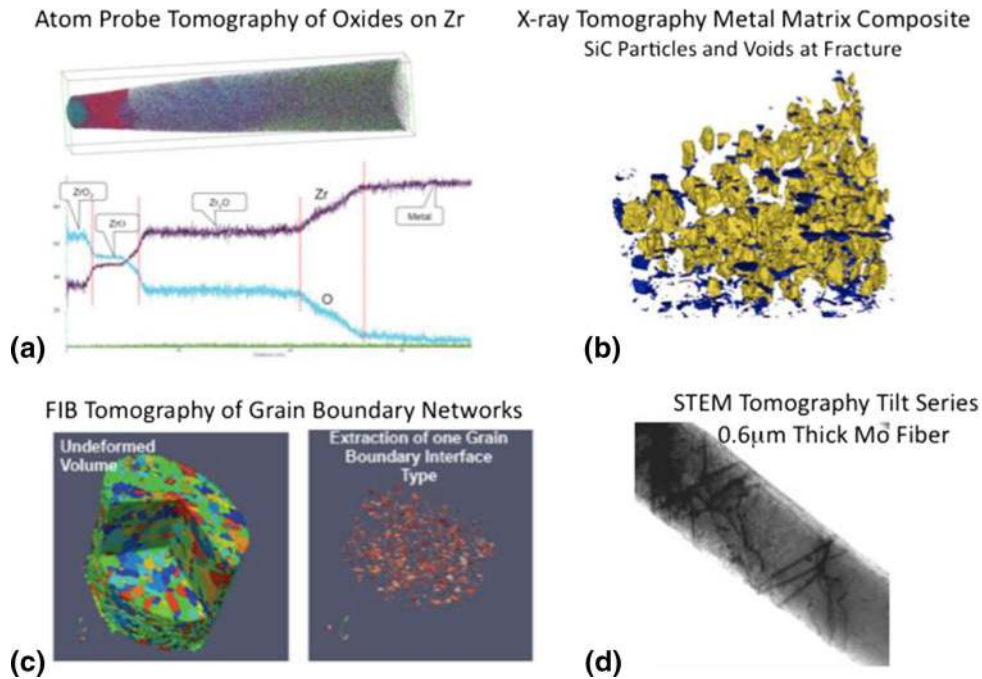 Atom Probe Tomography of Oxides on Zr
ZrO₂
ZrO
Zr₂O
Zr
Metal
O
(a)
X-ray Tomography Metal Matrix Composite
SiC Particles and Voids at Fracture
(b)
FIB Tomography of Grain Boundary Networks
Undeformed
Volume
Extraction of one Grain
Boundary Interface
Type
(c)
STEM Tomography Tilt Series
0.6μm Thick Mo Fiber
(d)